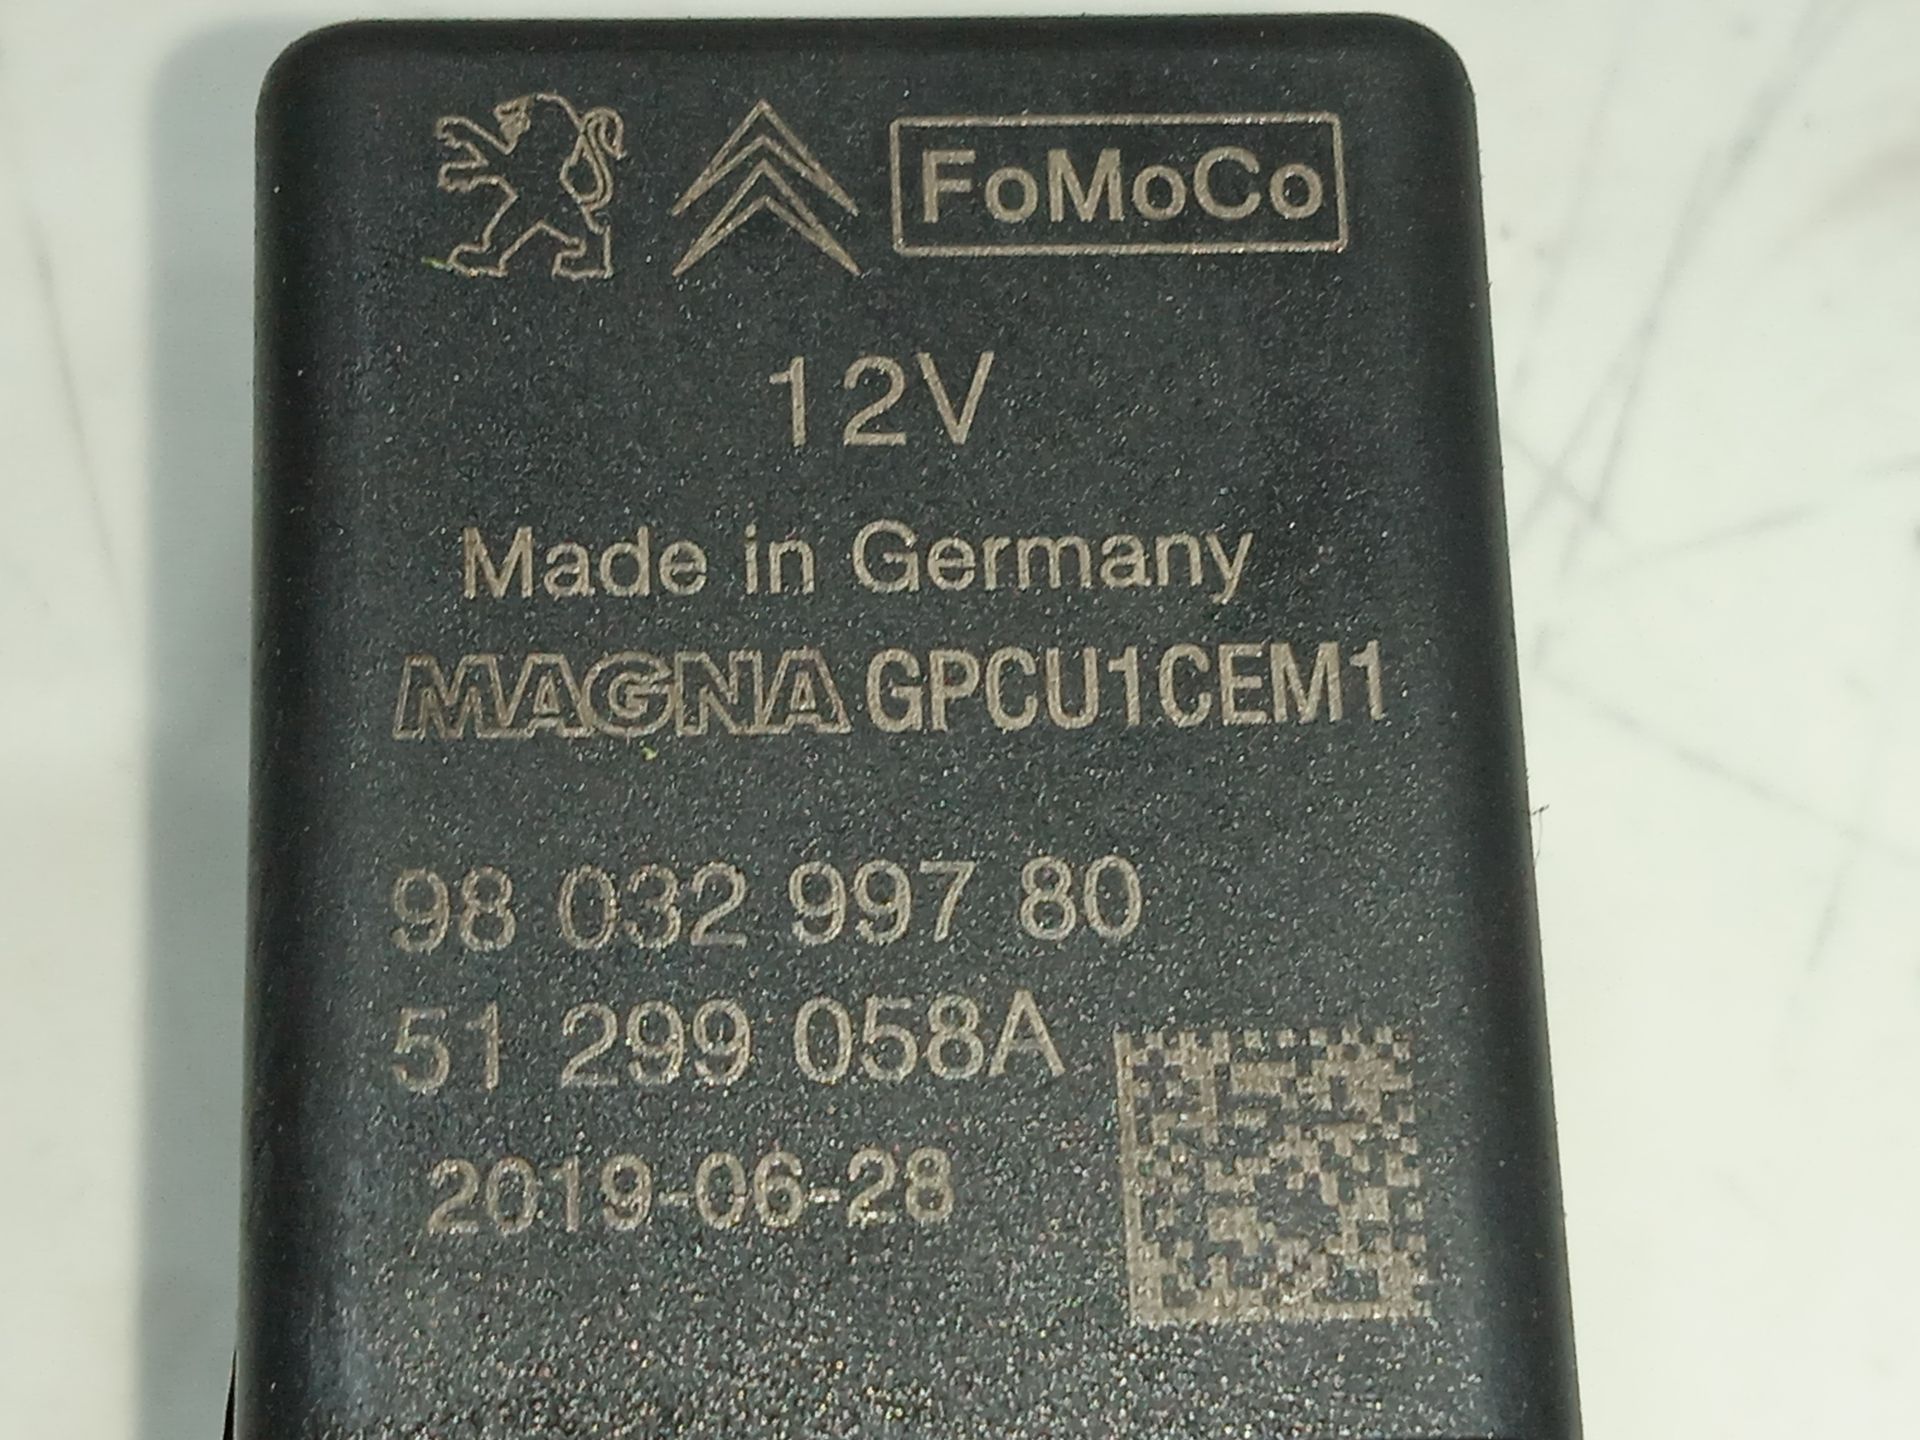 FoMoCo
12V
Made in Germany
MAGNA GPCU1CEM1
98 032 997 80
51 299 058A
2019-06-28